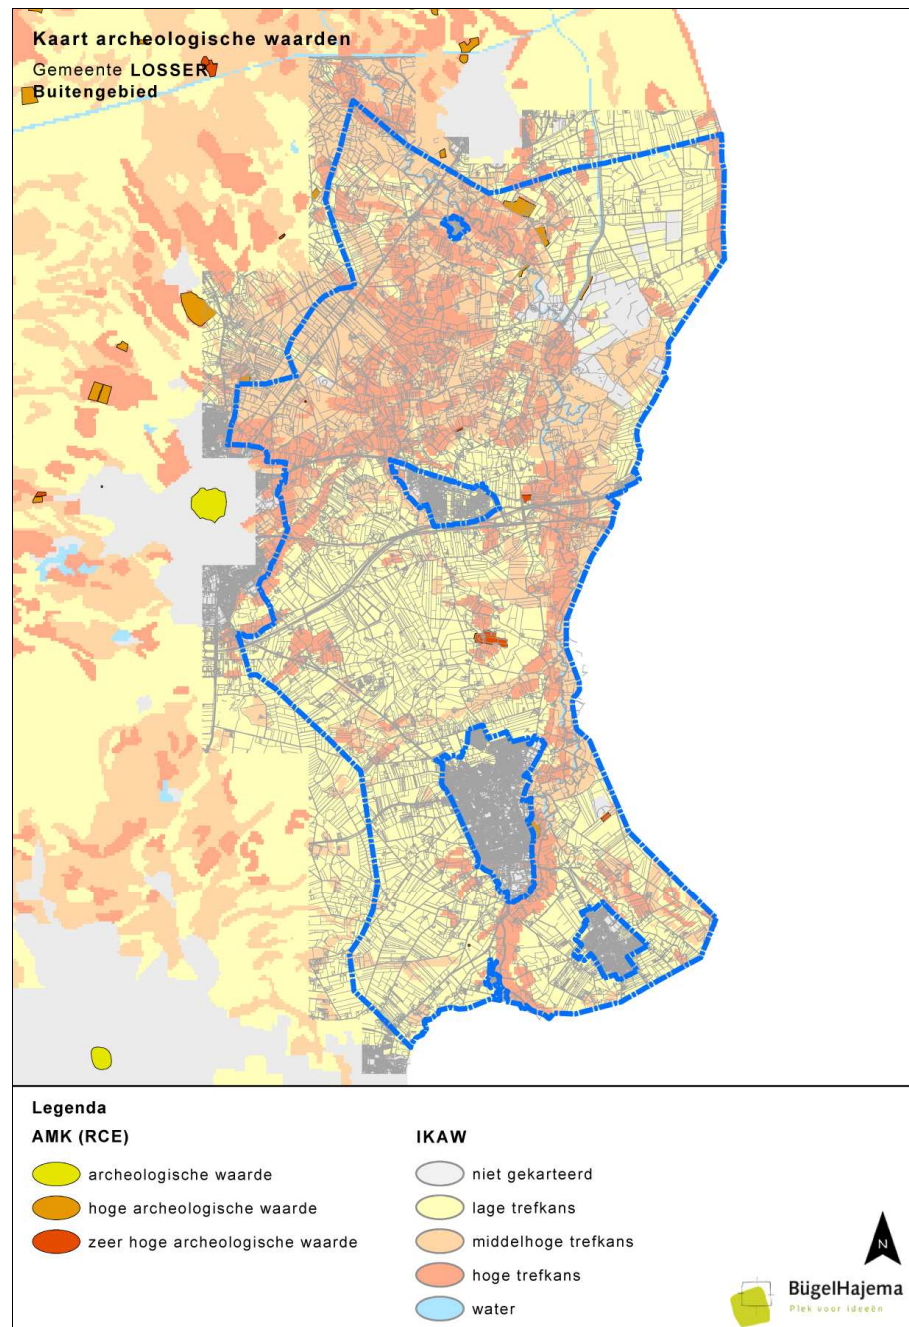 Kaart archeologische waarden
Gemeente LOSSER
Buitengebied
Legenda
AMK (RCE)
archeologische waarde
hoge archeologische waarde
zeer hoge archeologische waarde
IKAW
niet gekarteerd
lage trefkans
middelhoge trefkans
hoge trefkans
water
N
BügelHajema
Plek voor ideeën